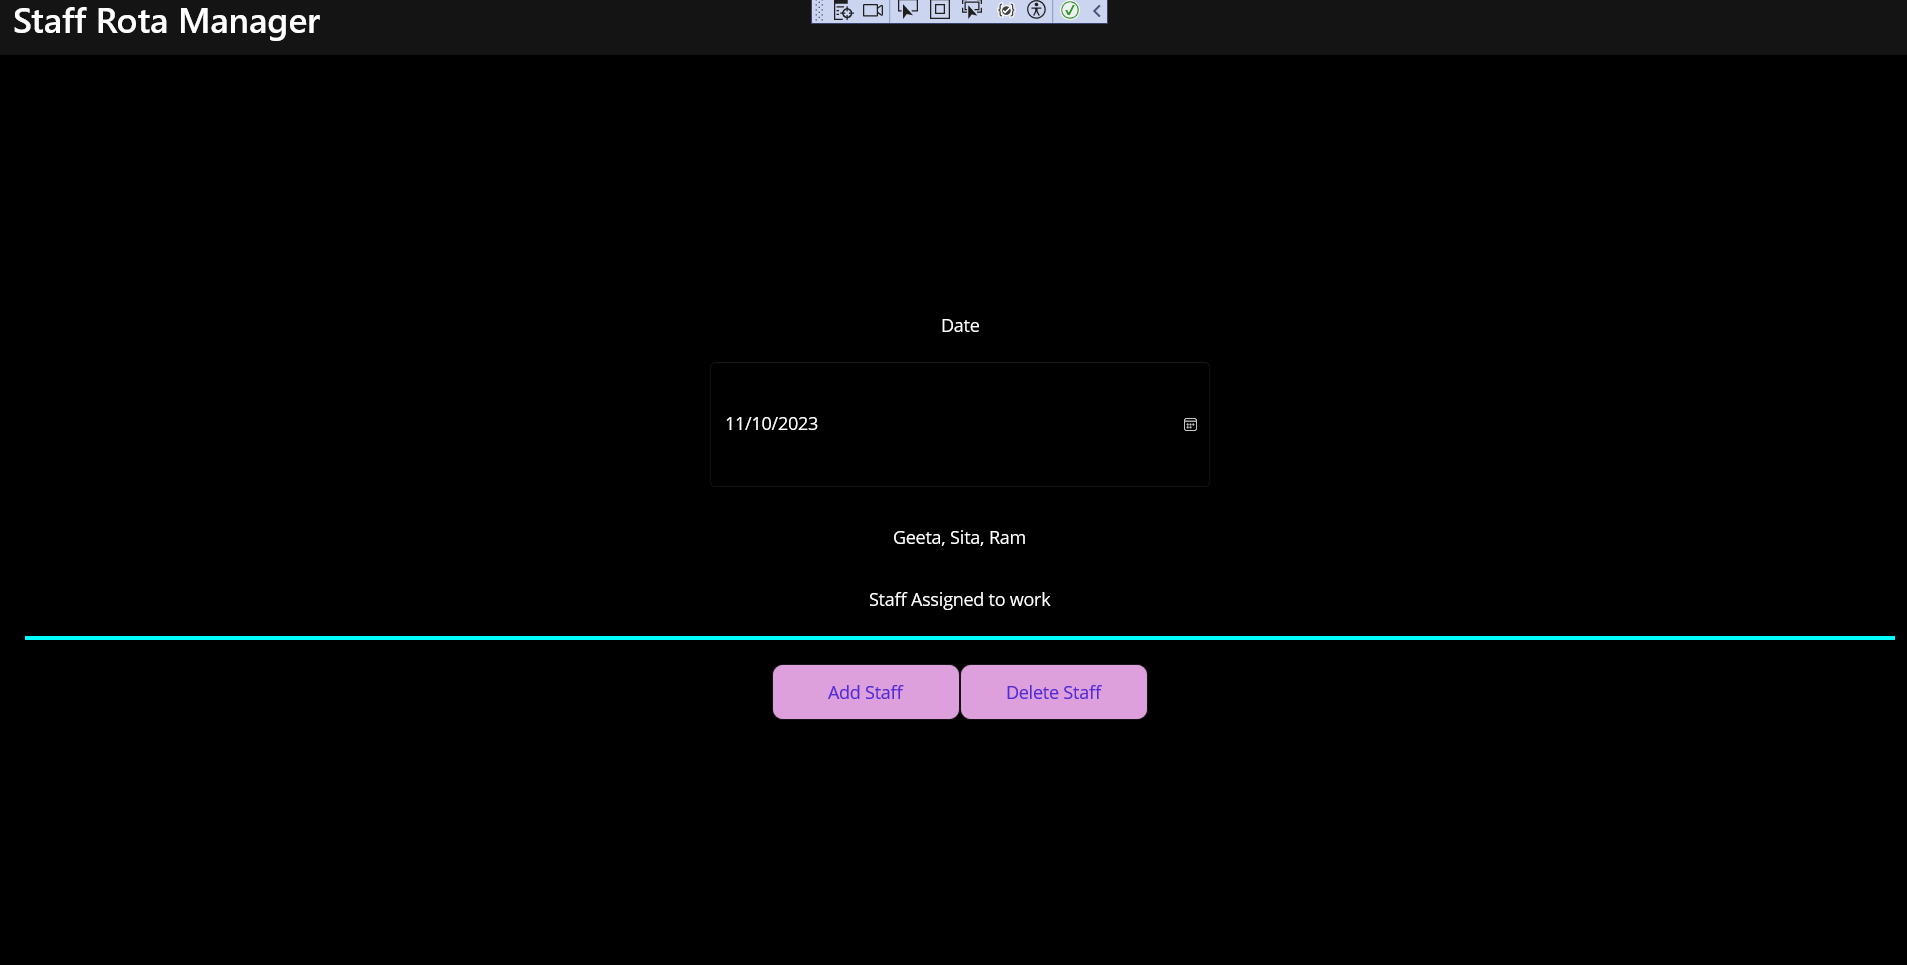 Staff Rota Manager
Date
11/10/2023
Geeta, Sita, Ram
Staff Assigned to work
Add Staff
Delete Staff